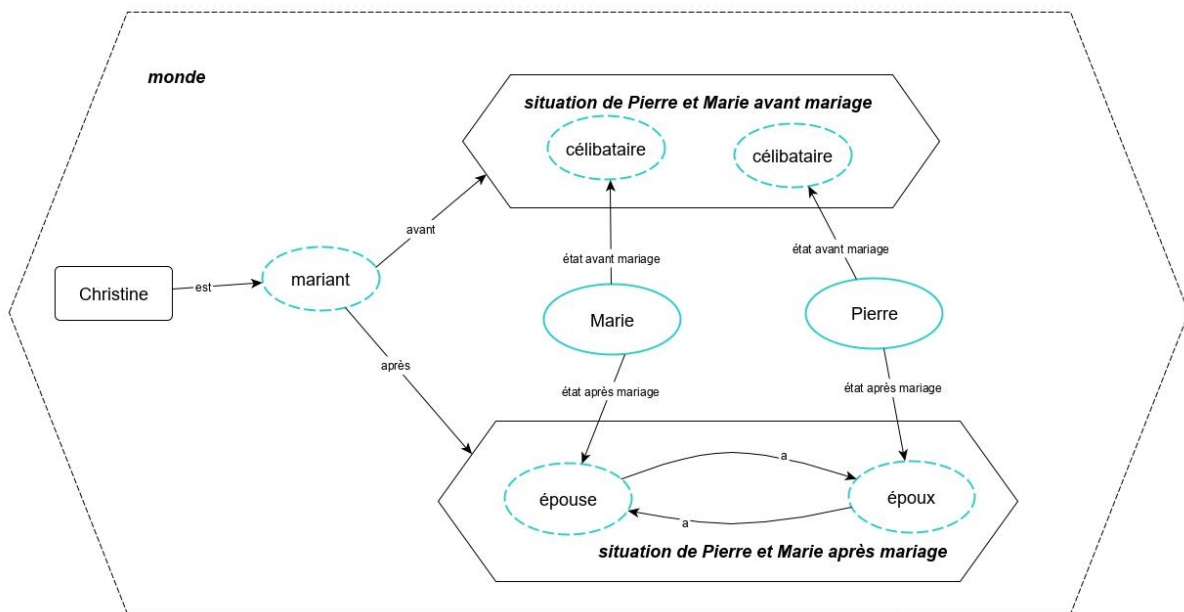 monde
situation de Pierre et Marie avant mariage
célibataire
célibataire
avant
état avant mariage
état avant mariage
Christine
est
mariant
Marie
Pierre
après
état après mariage
état après mariage
a
épouse
époux
a
situation de Pierre et Marie après mariage